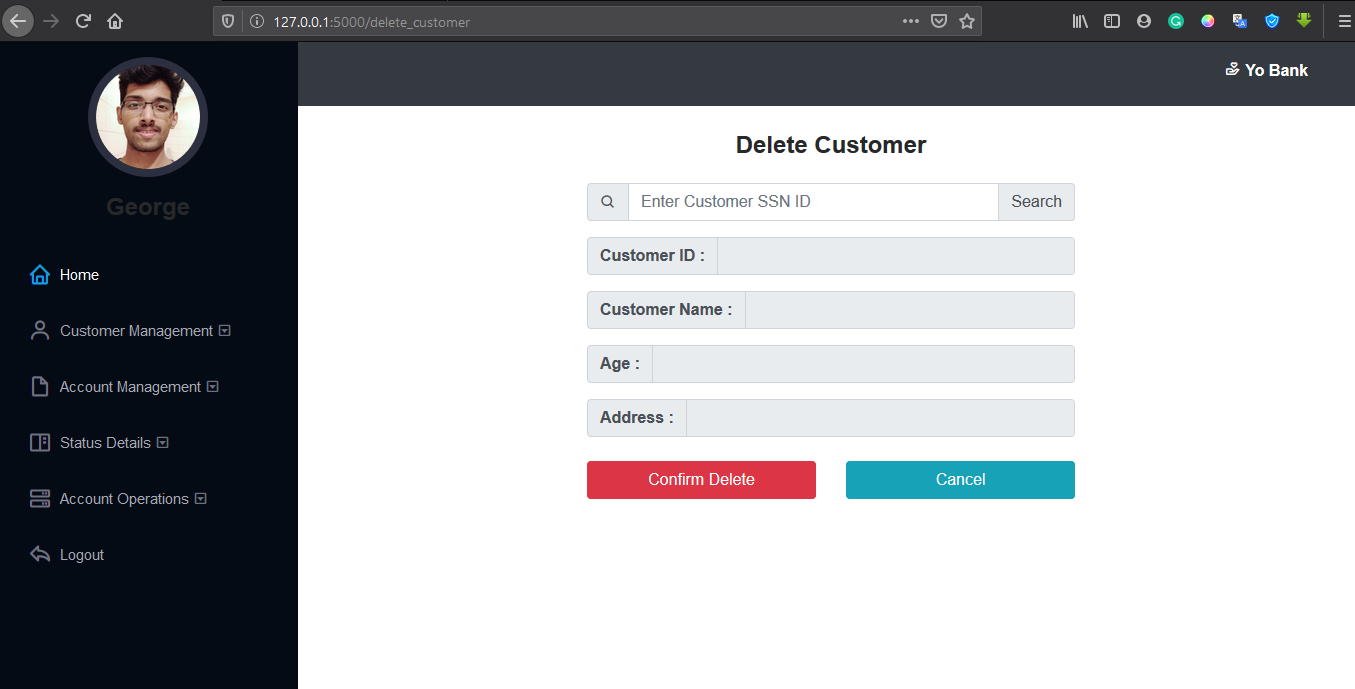 127.0.0.1:5000/delete_customer
Yo Bank
George
Home
Customer Management
Account Management
Status Details
Account Operations
Logout
Delete Customer
Enter Customer SSN ID Search
Customer ID :
Customer Name :
Age :
Address :
Confirm Delete Cancel